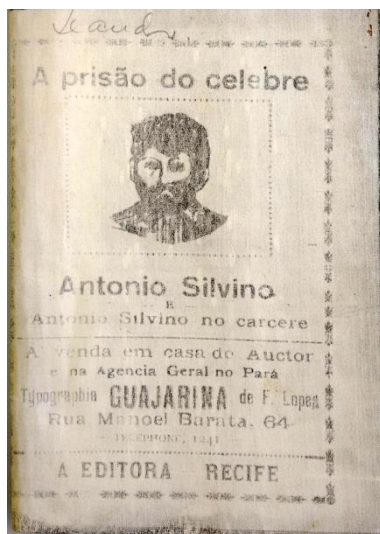 Leandr
A prisão do celebre
Antonio Silvino
E
Antonio Silvino no carcere
A venda em casa do Auctor
e na Agencia Geral no Pará
Typographia GUAJARINA de F. Lopes
Rua Manoel Barata, 64
TELEPHONE, 1241
A EDITORA RECIFE